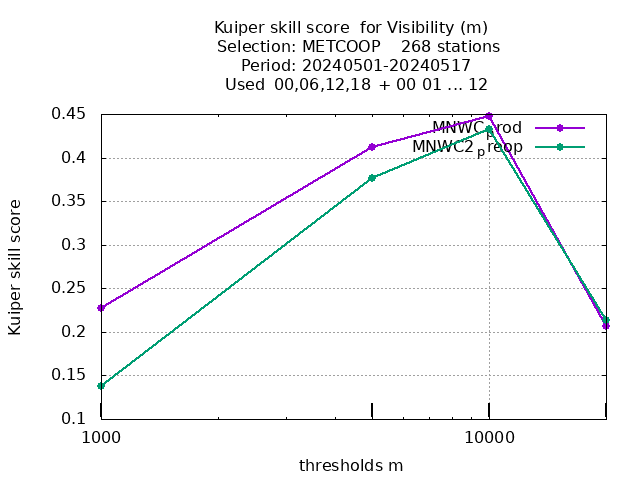 Kuiper skill score  for Visibility (m)
Selection: METCOOP    268 stations
Period: 20240501-20240517
Used  00,06,12,18 + 00 01 ... 12
MNWC_prod
MNWC2_preop
0.45
0.4
0.35
0.3
0.25
0.2
0.15
0.1
Kuiper skill score
1000
10000
thresholds m